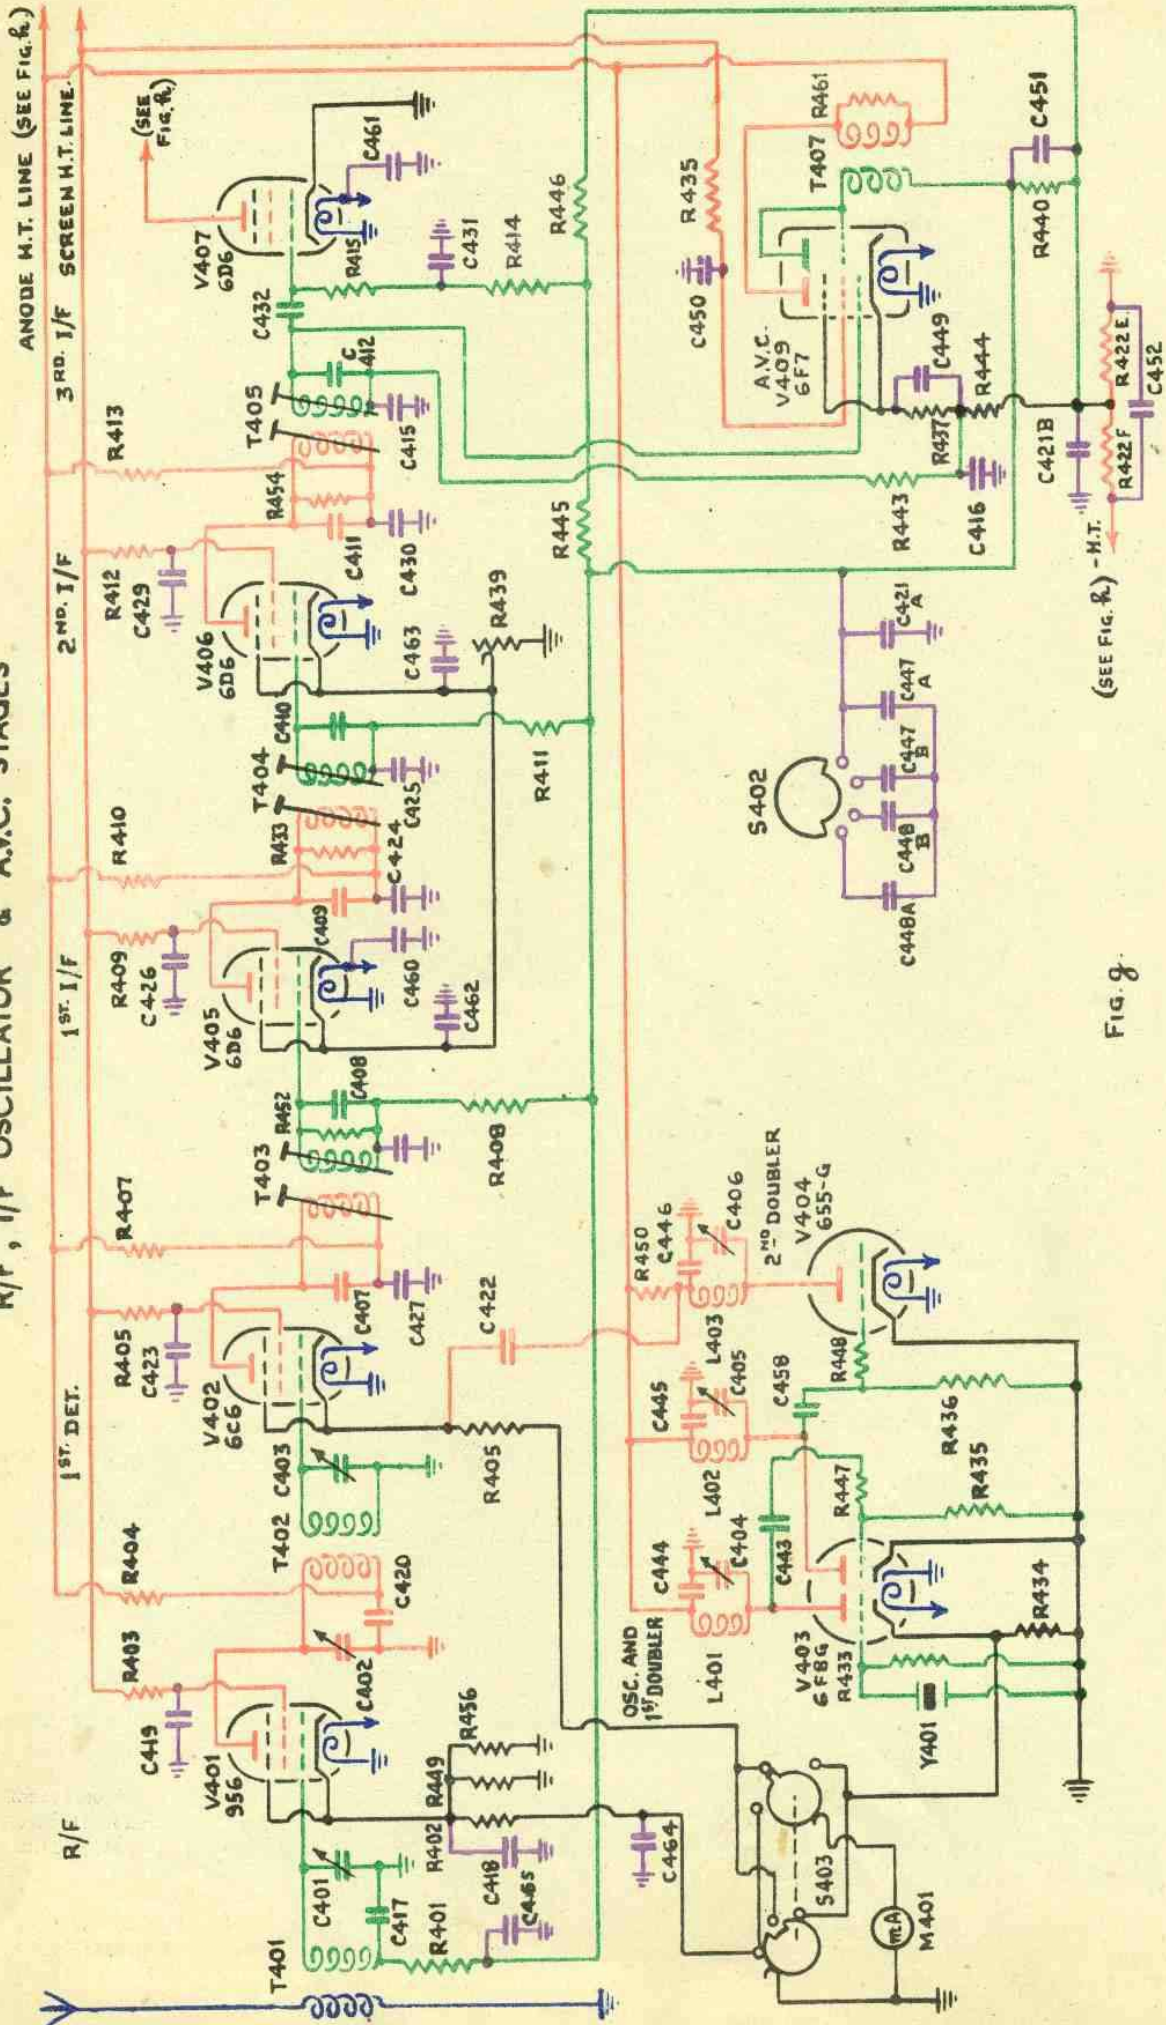 R/F, I/F OSCILLATOR & A.V.C. STAGES
ANODE H.T. LINE (SEE FIG. h.)
SCREEN H.T. LINE.
R/F
1ST. DET.
1ST. I/F
2ND. I/F
3RD. I/F
(SEE FIG. h.)
R403
R404
R405
R407
R409
R410
R412
R413
C419
C423
C426
C429
V401
956
V402
6C6
V405
6D6
V406
6D6
V407
6D6
T401
C401
C417
R401
C402
C420
T402
C403
C407
C427
T403
R452
C408
C409
R433
C424
T404
C425
C410
C411
R454
C430
T405
C415
C412
C432
R415
C461
C431
R414
R402
R449
R456
C418
C465
C464
R405
C422
R408
C462
C460
R411
C463
R439
R445
R446
OSC. AND
1ST DOUBLER
C444
L401
C404
C445
L402
C405
R450
C446
L403
C406
2ND DOUBLER
V404
6J5-G
C443
C458
R447
R448
V403
6F8G
R433
R434
R435
R436
Y401
S403
mA
M401
S402
C448A
C448
B
C447
B
C447
A
C421
A
C450
R435
A.V.C.
V409
6F7
T407
R461
C449
R437
R444
R443
C416
R440
C451
C421B
R422F
R422E
C452
(SEE FIG. h.) - H.T.
FIG. g.